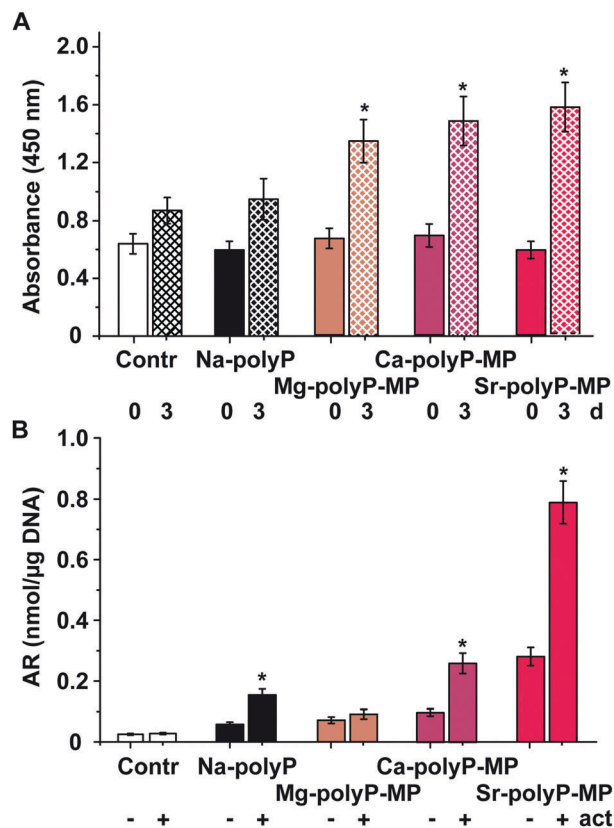 A
Absorbance (450 nm)
2.0
1.6
1.2
0.8
0.6
0
*
*
*
Contr
Na-polyP
Ca-polyP-MP
Mg-polyP-MP
Sr-polyP-MP
0 3 0 3 0 3 0 3 0 3 d
B
AR (nmol/µg DNA)
1.0
0.8
0.6
0.4
0.2
0
*
*
*
Contr
Na-polyP
Ca-polyP-MP
Mg-polyP-MP
Sr-polyP-MP
- + - + - + - + - + act